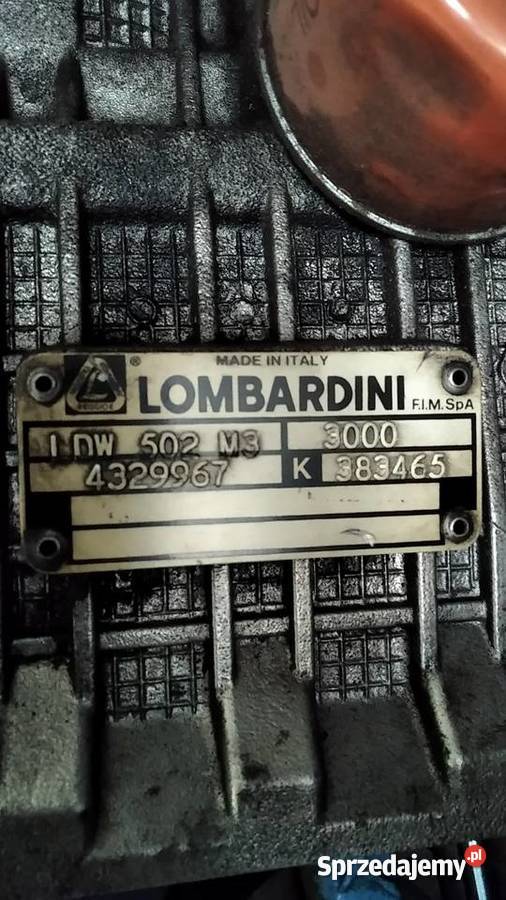 MADE IN ITALY
®
LOMBARDINI F.I.M. SpA
LDW 502 M3 3000
4329967 K 383465
Sprzedajemy.pl